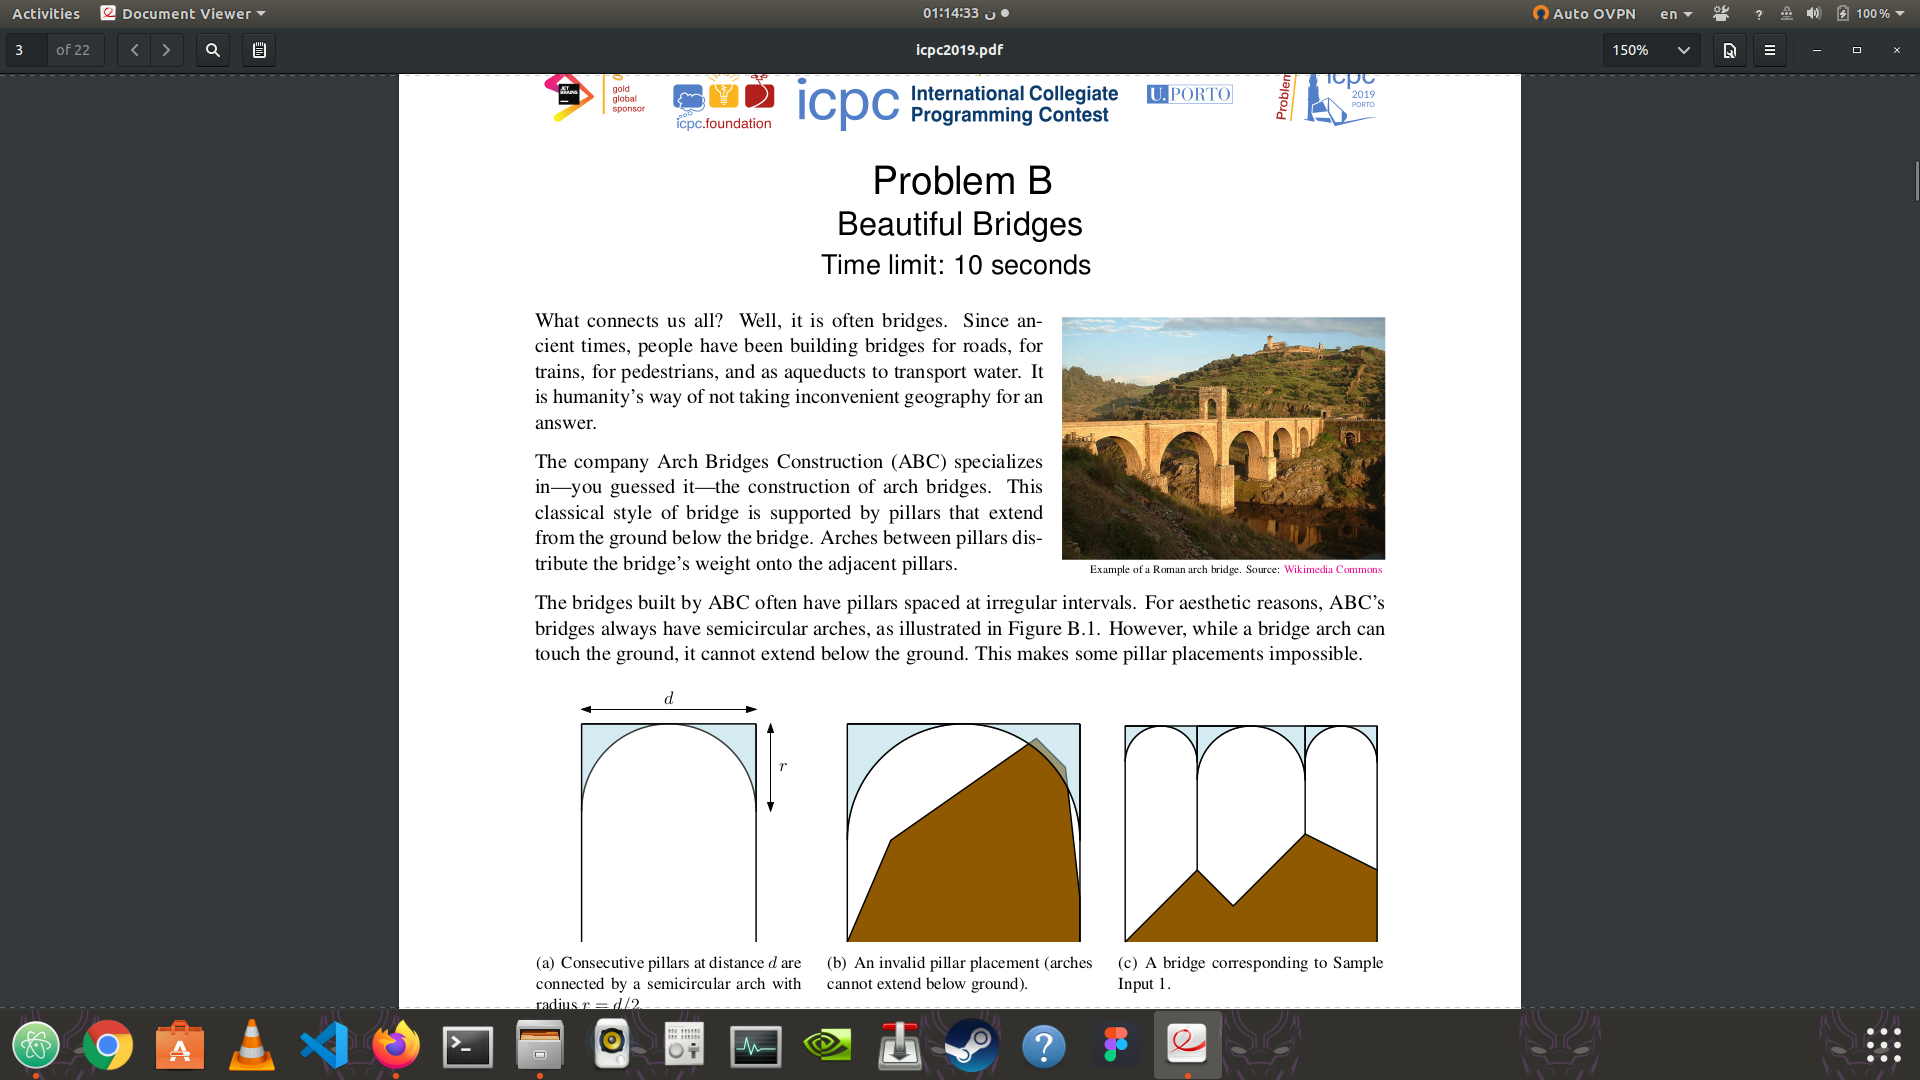 Activities
Document Viewer
01:14:33 ن
Auto OVPN
en
?
100 %
3
of 22
icpc2019.pdf
150%
JET BRAINS
gold
global
sponsor
icpc.foundation
icpc
International Collegiate
Programming Contest
U.PORTO
Problem
icpc
2019
PORTO
Problem B
Beautiful Bridges
Time limit: 10 seconds
What connects us all? Well, it is often bridges. Since an-
cient times, people have been building bridges for roads, for
trains, for pedestrians, and as aqueducts to transport water. It
is humanity’s way of not taking inconvenient geography for an
answer.
The company Arch Bridges Construction (ABC) specializes
in—you guessed it—the construction of arch bridges. This
classical style of bridge is supported by pillars that extend
from the ground below the bridge. Arches between pillars dis-
tribute the bridge’s weight onto the adjacent pillars.
Example of a Roman arch bridge. Source: Wikimedia Commons
The bridges built by ABC often have pillars spaced at irregular intervals. For aesthetic reasons, ABC’s
bridges always have semicircular arches, as illustrated in Figure B.1. However, while a bridge arch can
touch the ground, it cannot extend below the ground. This makes some pillar placements impossible.
d
r
(a) Consecutive pillars at distance d are
connected by a semicircular arch with
radius r = d/2.
(b) An invalid pillar placement (arches
cannot extend below ground).
(c) A bridge corresponding to Sample
Input 1.